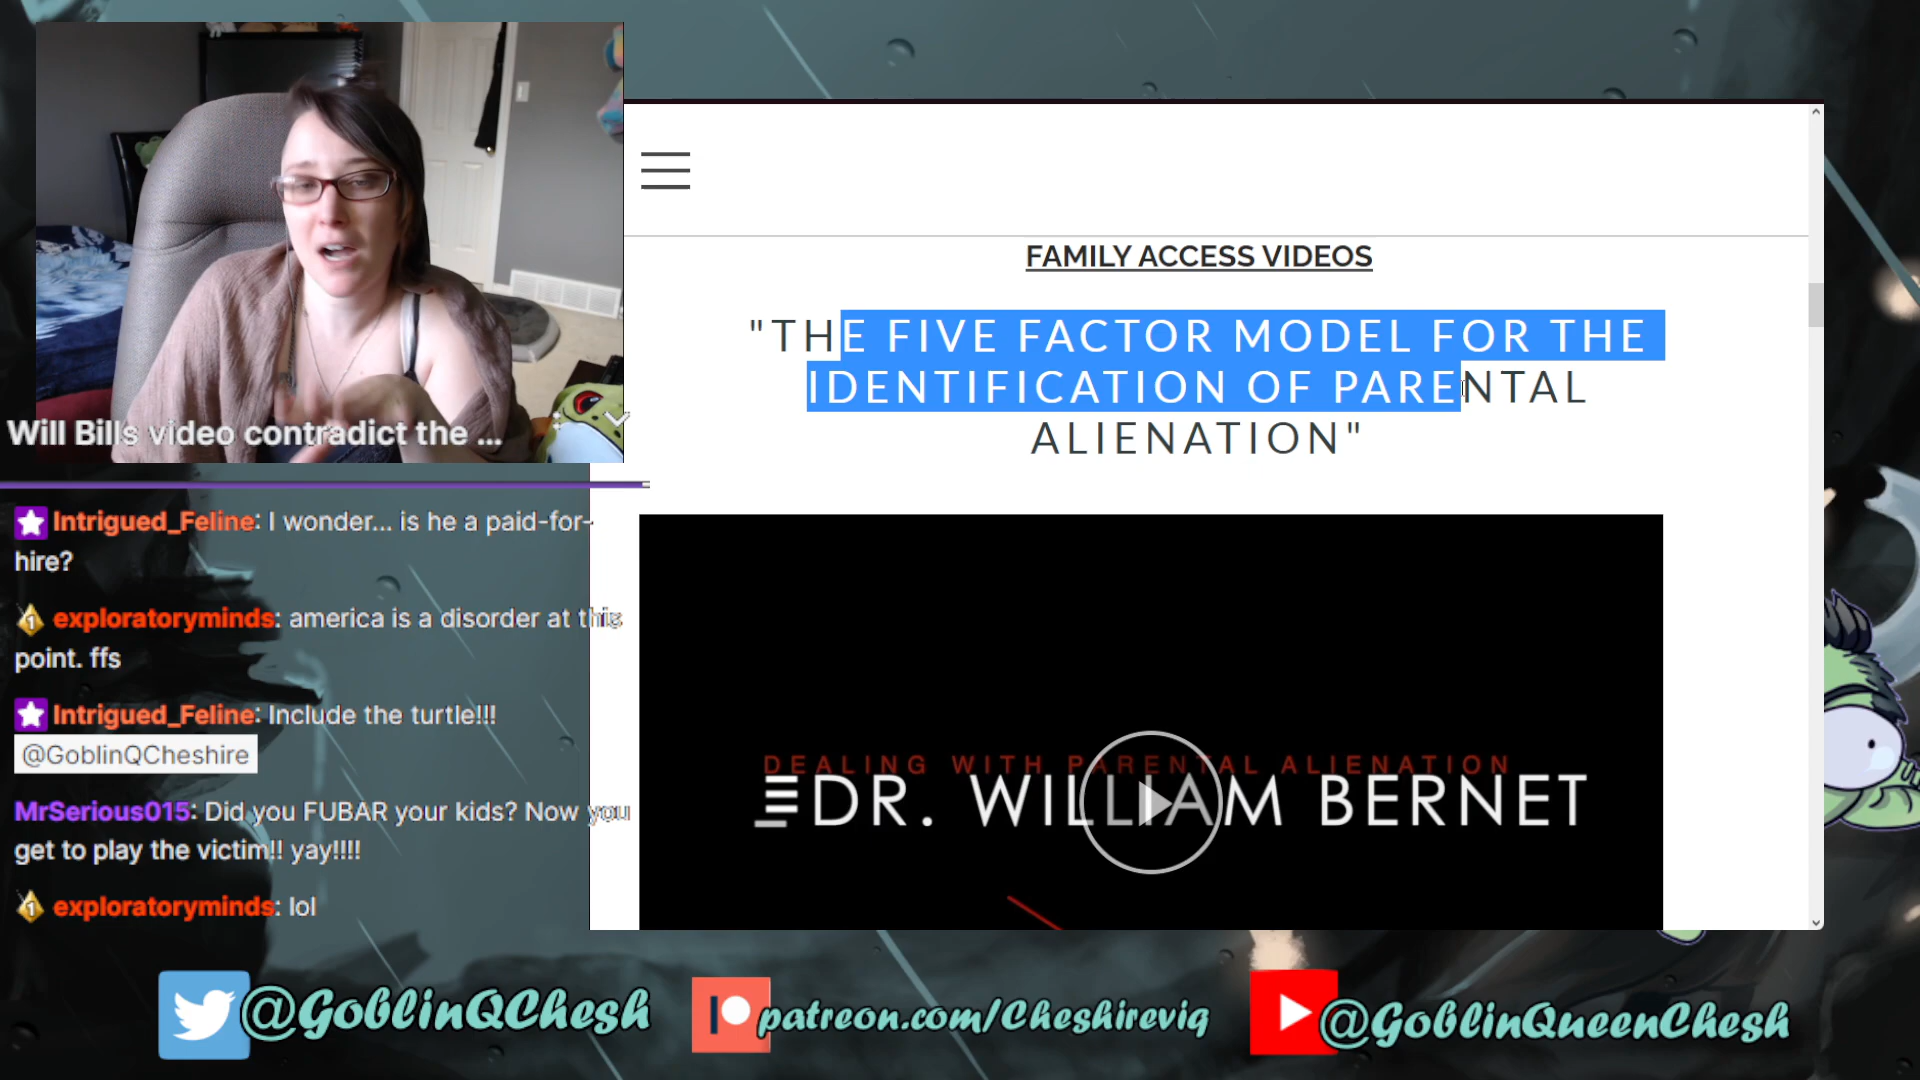 FAMILY ACCESS VIDEOS
"THE FIVE FACTOR MODEL FOR THE
IDENTIFICATION OF PARENTAL
ALIENATION"
Will Bills video contradict the ...
Intrigued_Feline: I wonder... is he a paid-for-
hire?
1 exploratoryminds: america is a disorder at this
point. ffs
Intrigued_Feline: Include the turtle!!!
@GoblinQCheshire
MrSerious015: Did you FUBAR your kids? Now you
get to play the victim!! yay!!!!
1 exploratoryminds: lol
DEALING WITH PARENTAL ALIENATION
DR. WILLIAM BERNET
@GoblinQChesh
patreon.com/Cheshireviq
@GoblinQueenChesh